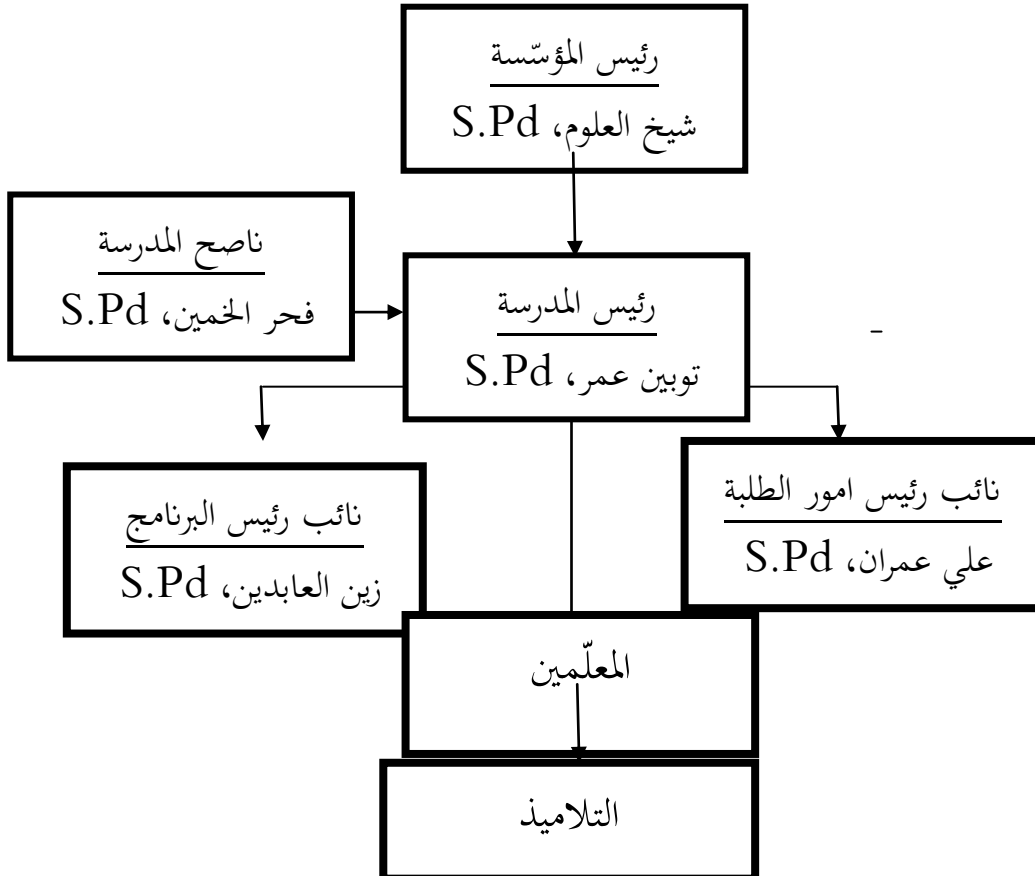 رئيس المؤسّسة
شيخ العلوم، S.Pd
ناصح المدرسة
فحر الخمين، S.Pd
رئيس المدرسة
توبين عمر، S.Pd
-
نائب رئيس امور الطلبة
علي عمران، S.Pd
نائب رئيس البرنامج
زين العابدين، S.Pd
المعلّمين
التلاميذ